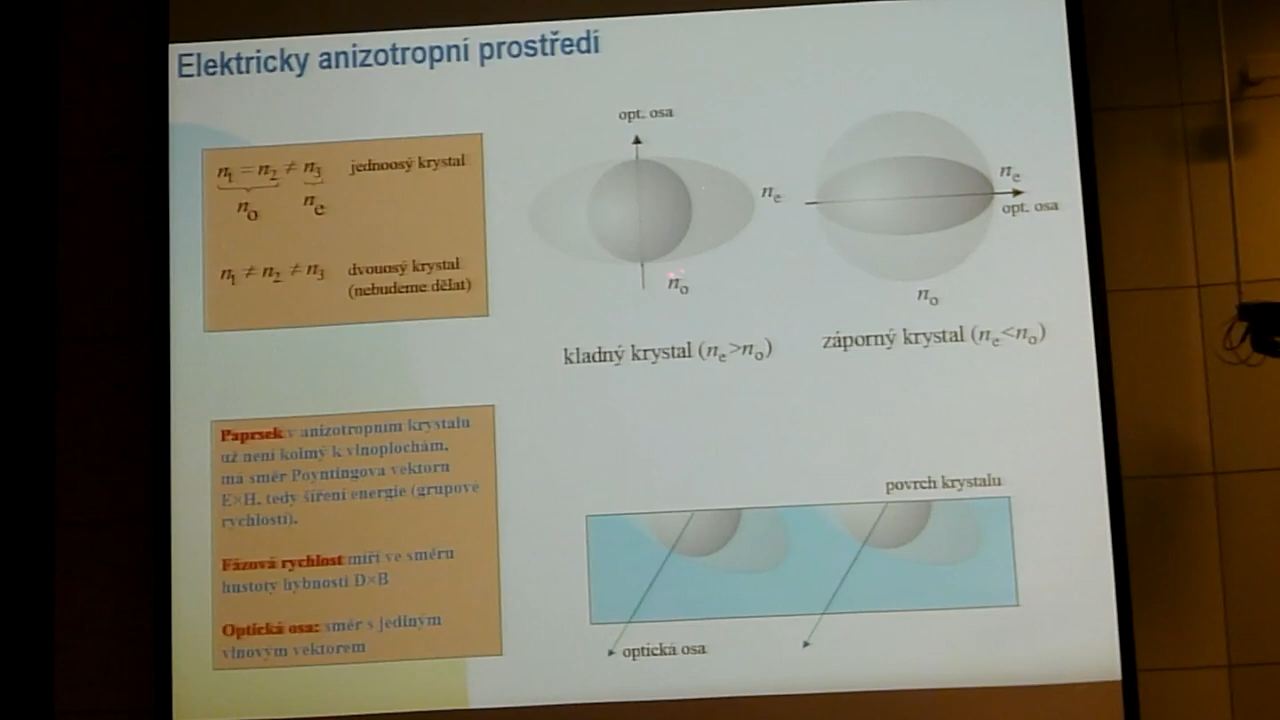 Elektricky anizotropní prostředí
n1 = n2 ≠ n3 jednoosý krystal
no ne
n1 ≠ n2 ≠ n3 dvouosý krystal
(nebudeme dělat)
opt. osa
ne
no
kladný krystal (ne>no)
ne
opt. osa
no
záporný krystal (ne<no)
Paprsek v anizotropním krystalu
už není kolmý k vlnoplochám,
má směr Poyntingova vektoru
E×H, tedy šíření energie (grupové
rychlosti).
Fázová rychlost míří ve směru
hustoty hybnosti D×B
Optická osa: směr s jediným
vlnovým vektorem
povrch krystalu
optická osa